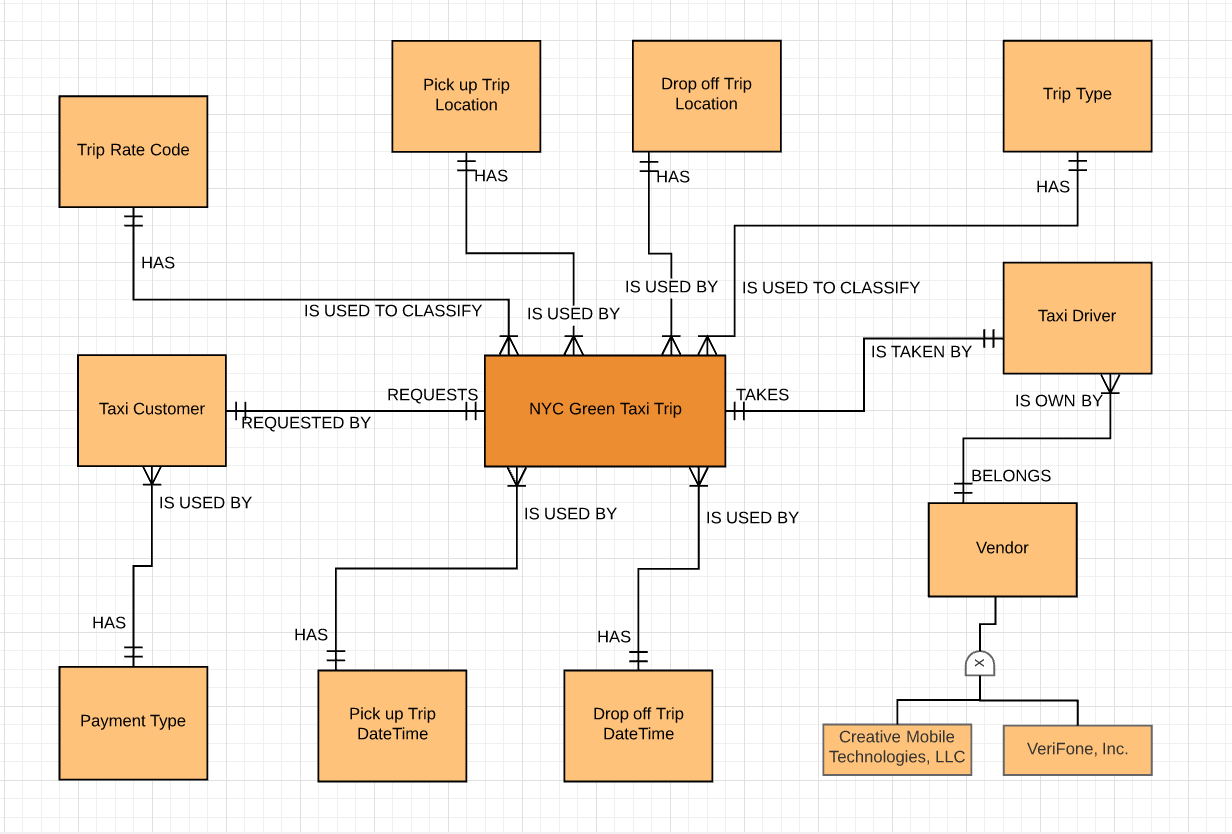 Pick up Trip
Location
Drop off Trip
Location
Trip Type
Trip Rate Code
HAS
HAS
HAS
HAS
IS USED TO CLASSIFY
IS USED BY
IS USED BY
IS USED TO CLASSIFY
Taxi Driver
IS TAKEN BY
Taxi Customer
REQUESTS
REQUESTED BY
NYC Green Taxi Trip
TAKES
IS OWN BY
BELONGS
IS USED BY
IS USED BY
IS USED BY
Vendor
HAS
HAS
HAS
X
Payment Type
Pick up Trip
DateTime
Drop off Trip
DateTime
Creative Mobile
Technologies, LLC
VeriFone, Inc.